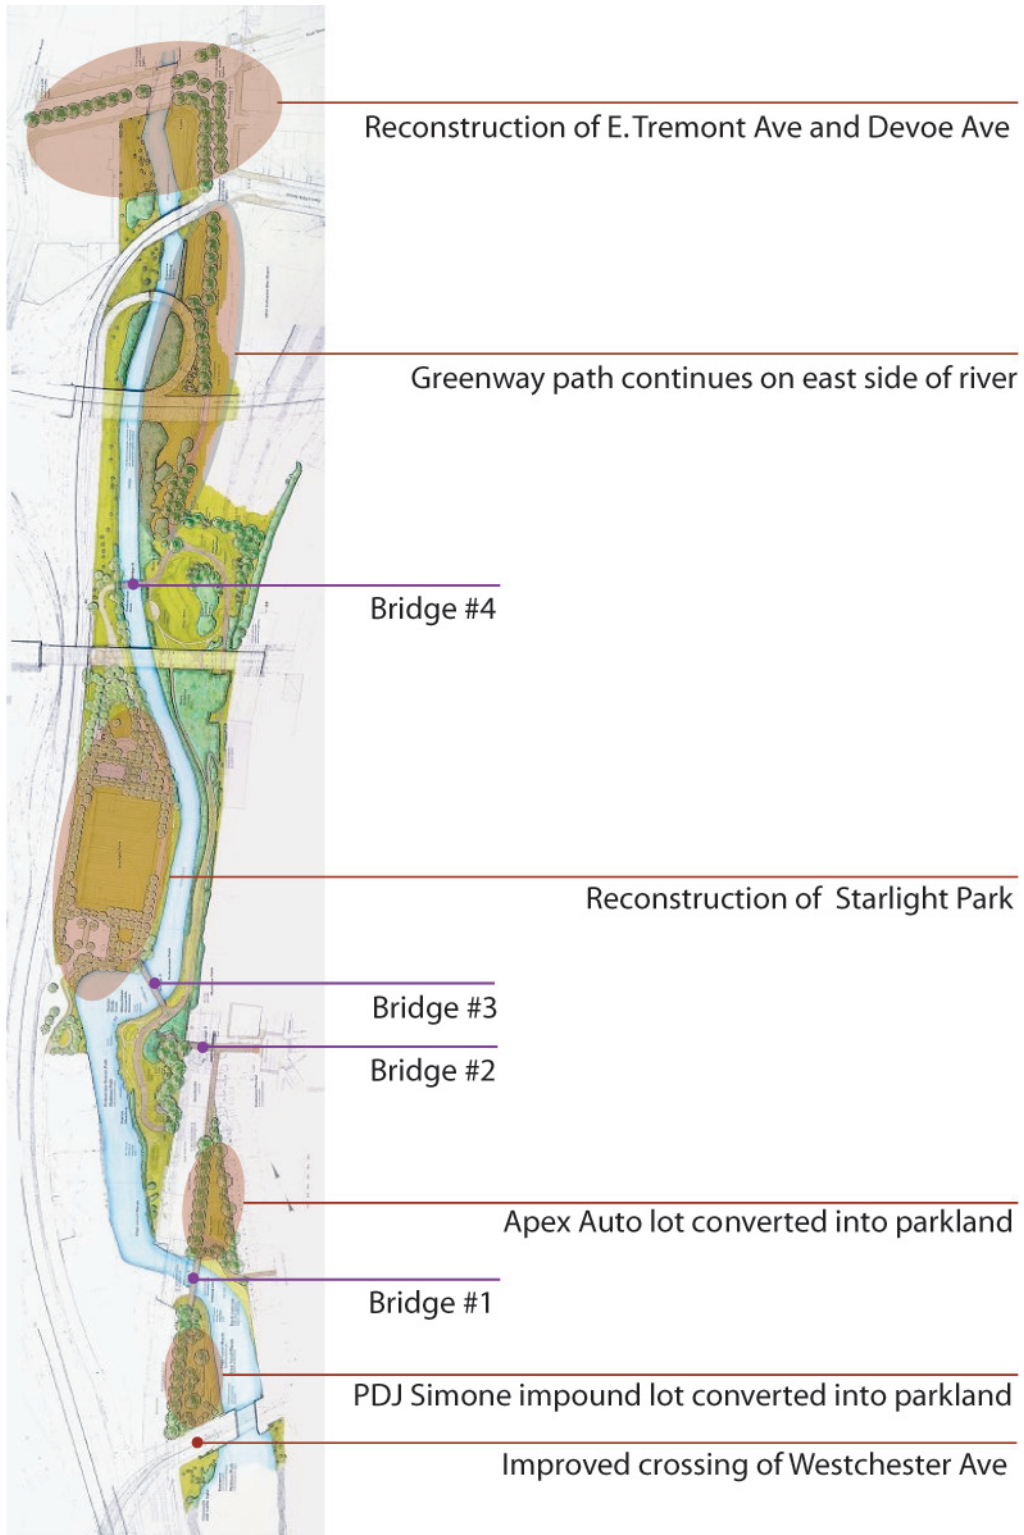 Reconstruction of E. Tremont Ave and Devoe Ave
Greenway path continues on east side of river
Bridge #4
Reconstruction of  Starlight Park
Bridge #3
Bridge #2
Apex Auto lot converted into parkland
Bridge #1
PDJ Simone impound lot converted into parkland
Improved crossing of Westchester Ave